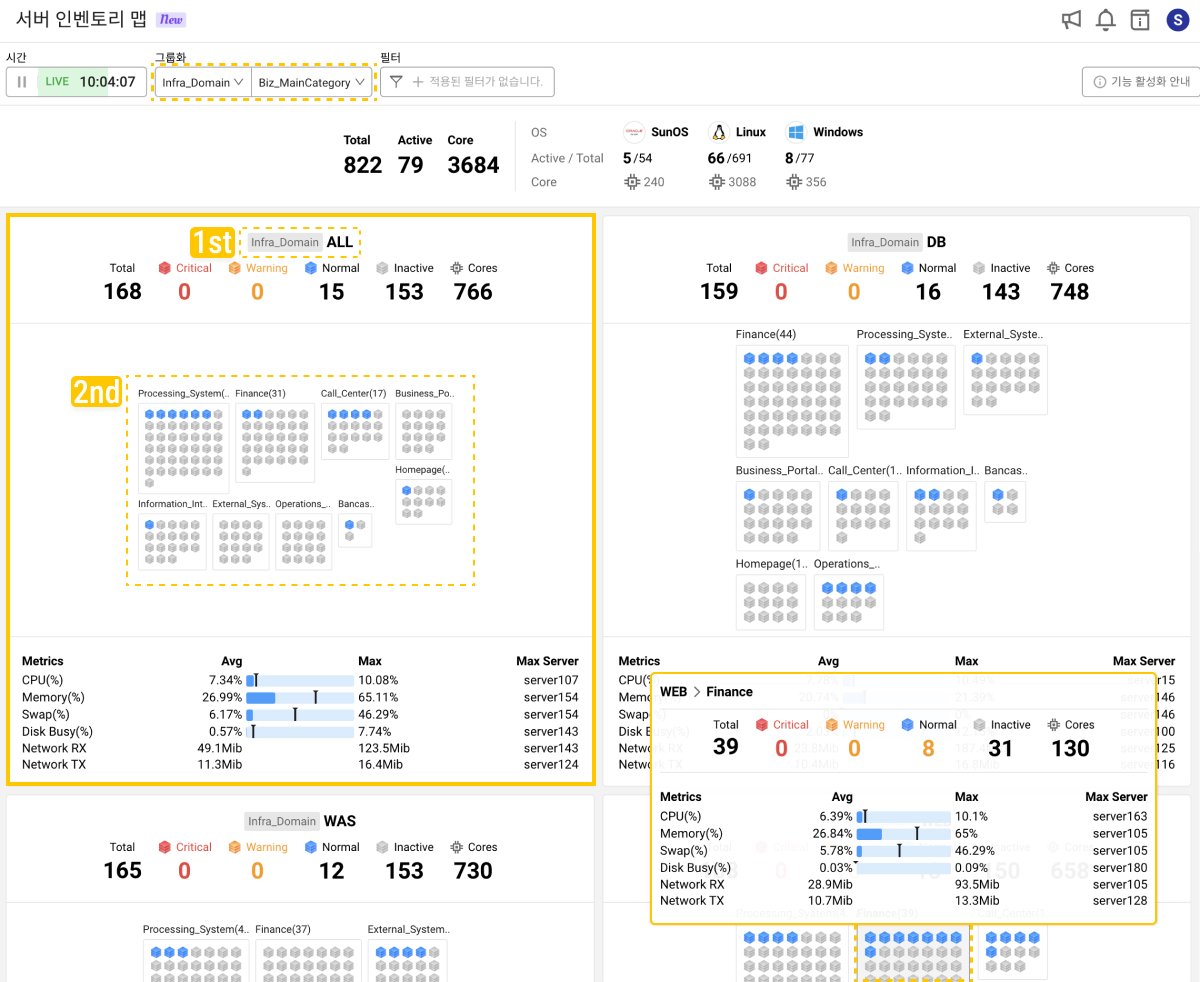 서버 인벤토리 맵 New
S
시간 그룹화 필터
LIVE 10:04:07 Infra_Domain Biz_MainCategory 적용된 필터가 없습니다. 기능 활성화 안내
Total Active Core
822 79 3684
OS SunOS Linux Windows
Active / Total 5/54 66/691 8/77
Core 240 3088 356
1st Infra_Domain ALL
Total Critical Warning Normal Inactive Cores
168 0 0 15 153 766
2nd
Processing_System(.. Finance(31) Call_Center(17) Business_Po..
Homepage(..
Information_Int.. External_Sys.. Operations_.. Bancas..
Metrics Avg Max Max Server
CPU(%) 7.34% 10.08% server107
Memory(%) 26.99% 65.11% server154
Swap(%) 6.17% 46.29% server154
Disk Busy(%) 0.57% 7.74% server143
Network RX 49.1Mib 123.5Mib server143
Network TX 11.3Mib 16.4Mib server124
Infra_Domain DB
Total Critical Warning Normal Inactive Cores
159 0 0 16 143 748
Finance(44) Processing_Syste.. External_Syste..
Business_Portal.. Call_Center(1.. Information_I.. Bancas..
Homepage(1.. Operations_..
Metrics Avg Max Max Server
WEB > Finance
Total Critical Warning Normal Inactive Cores
39 0 0 8 31 130
Metrics Avg Max Max Server
CPU(%) 6.39% 10.1% server163
Memory(%) 26.84% 65% server105
Swap(%) 5.78% 46.29% server105
Disk Busy(%) 0.03% 0.09% server180
Network RX 28.9Mib 93.5Mib server105
Network TX 10.7Mib 13.3Mib server128
Infra_Domain WAS
Total Critical Warning Normal Inactive Cores
165 0 0 12 153 730
Processing_System(4.. Finance(37) External_System..